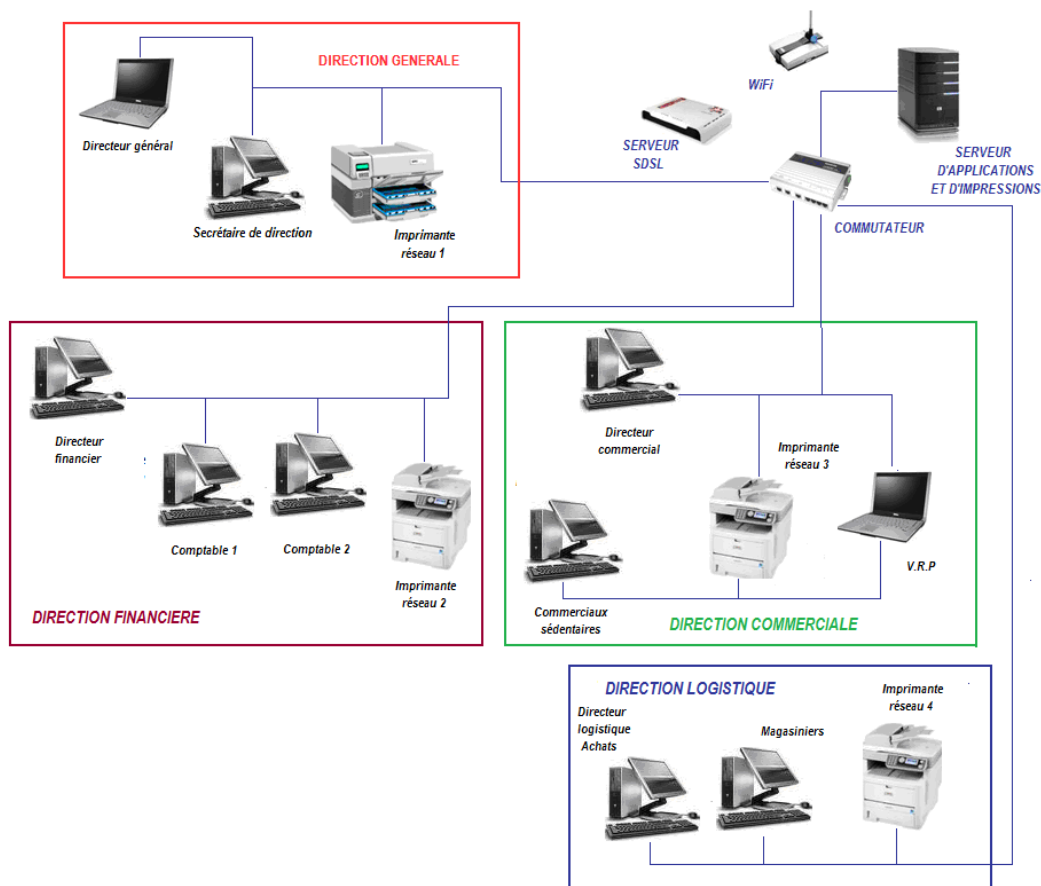 DIRECTION GENERALE
Directeur général
Secrétaire de direction
Imprimante
réseau 1
WiFi
SERVEUR
SDSL
SERVEUR
D'APPLICATIONS
ET D'IMPRESSIONS
COMMUTATEUR
Directeur
financier
Comptable 1
Comptable 2
Imprimante
réseau 2
DIRECTION FINANCIERE
Directeur
commercial
Imprimante
réseau 3
V.R.P
Commerciaux
sédentaires
DIRECTION COMMERCIALE
DIRECTION LOGISTIQUE
Directeur
logistique
Achats
Magasiniers
Imprimante
réseau 4